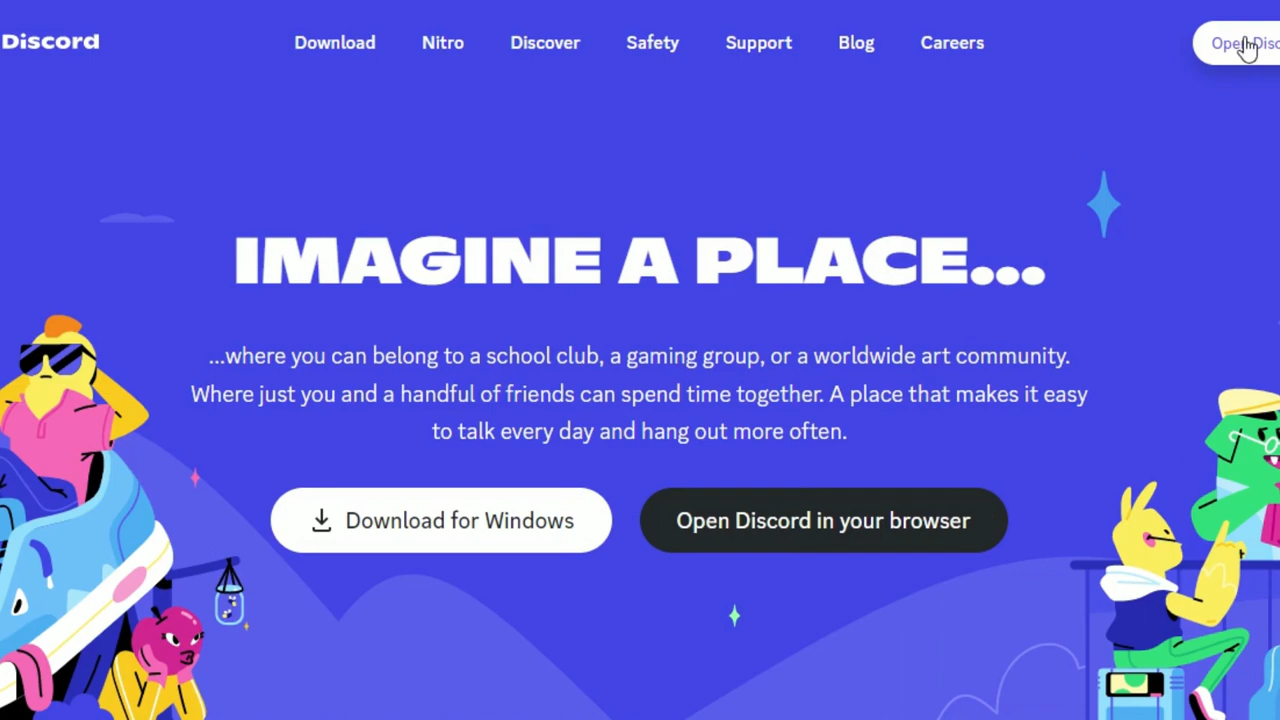 Discord
Download
Nitro
Discover
Safety
Support
Blog
Careers
IMAGINE A PLACE...
...where you can belong to a school club, a gaming group, or a worldwide art community.
Where just you and a handful of friends can spend time together. A place that makes it easy
to talk every day and hang out more often.
Download for Windows
Open Discord in your browser